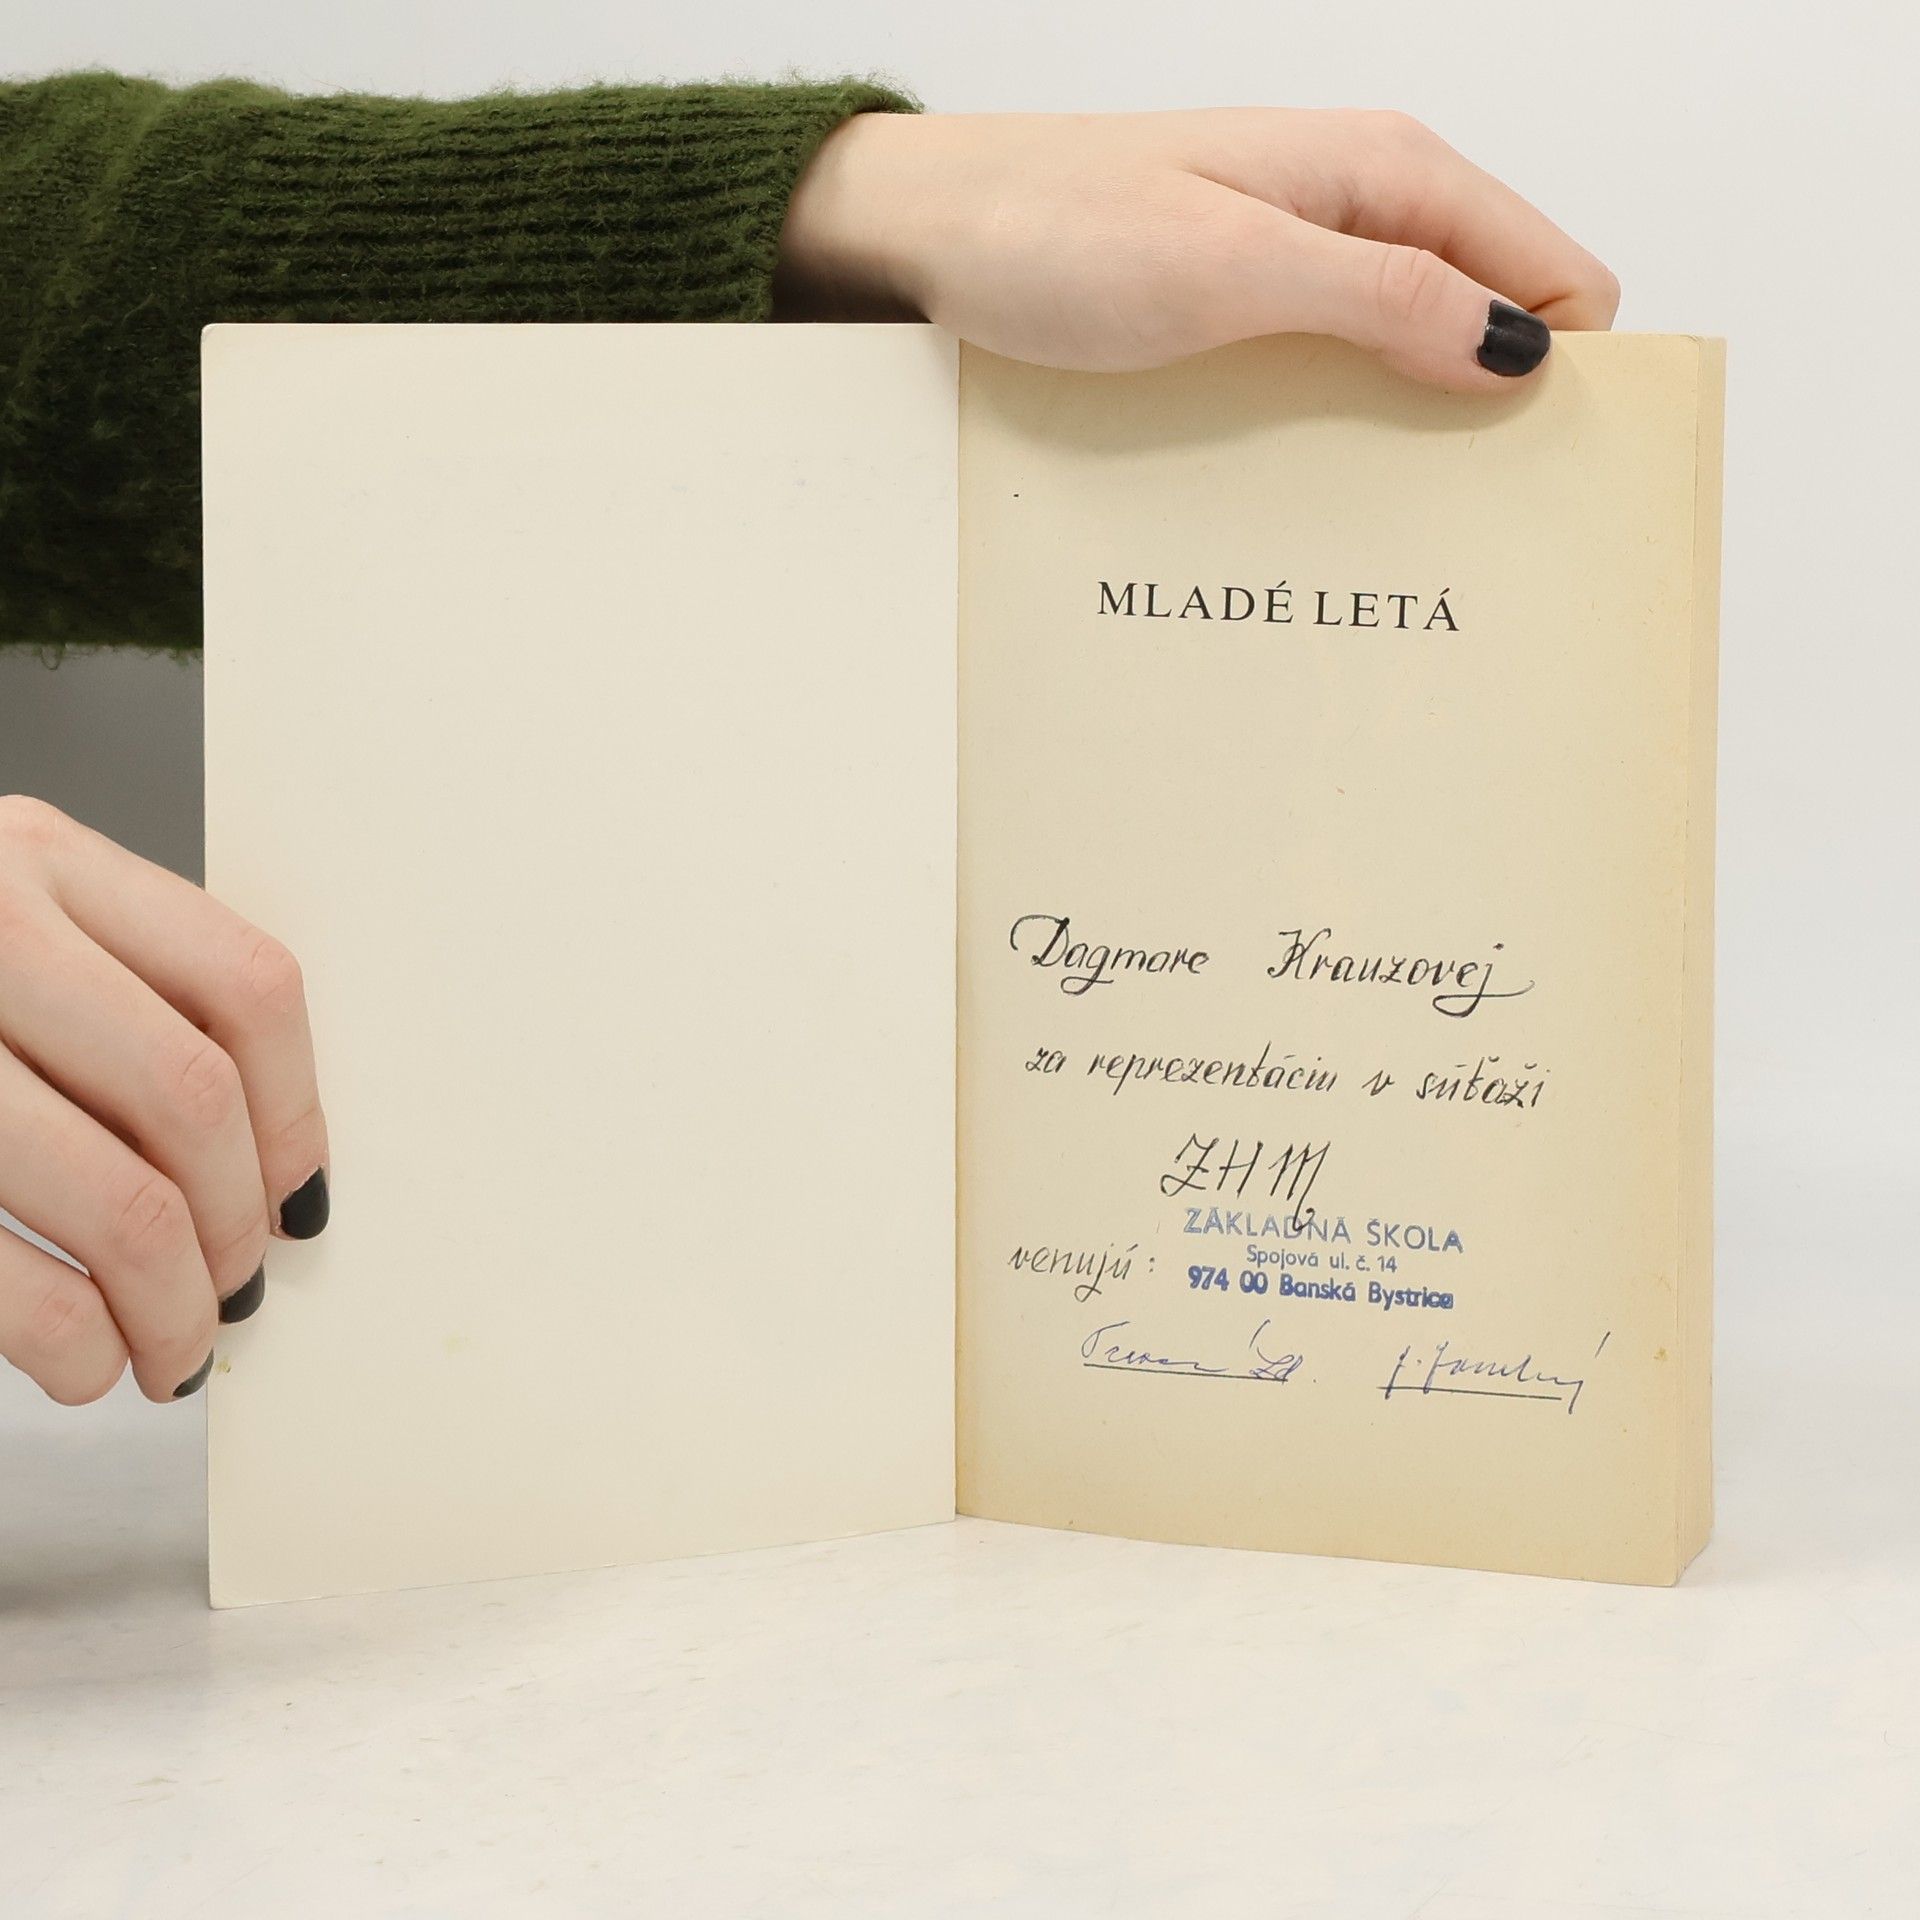 MLADÉ LETÁ
Dagmare Krauzovej
za reprezentáciu v súťaži
ZHM
ZÁKLADNÁ ŠKOLA
Spojová ul. č. 14
venujú:
974 00 Banská Bystrica